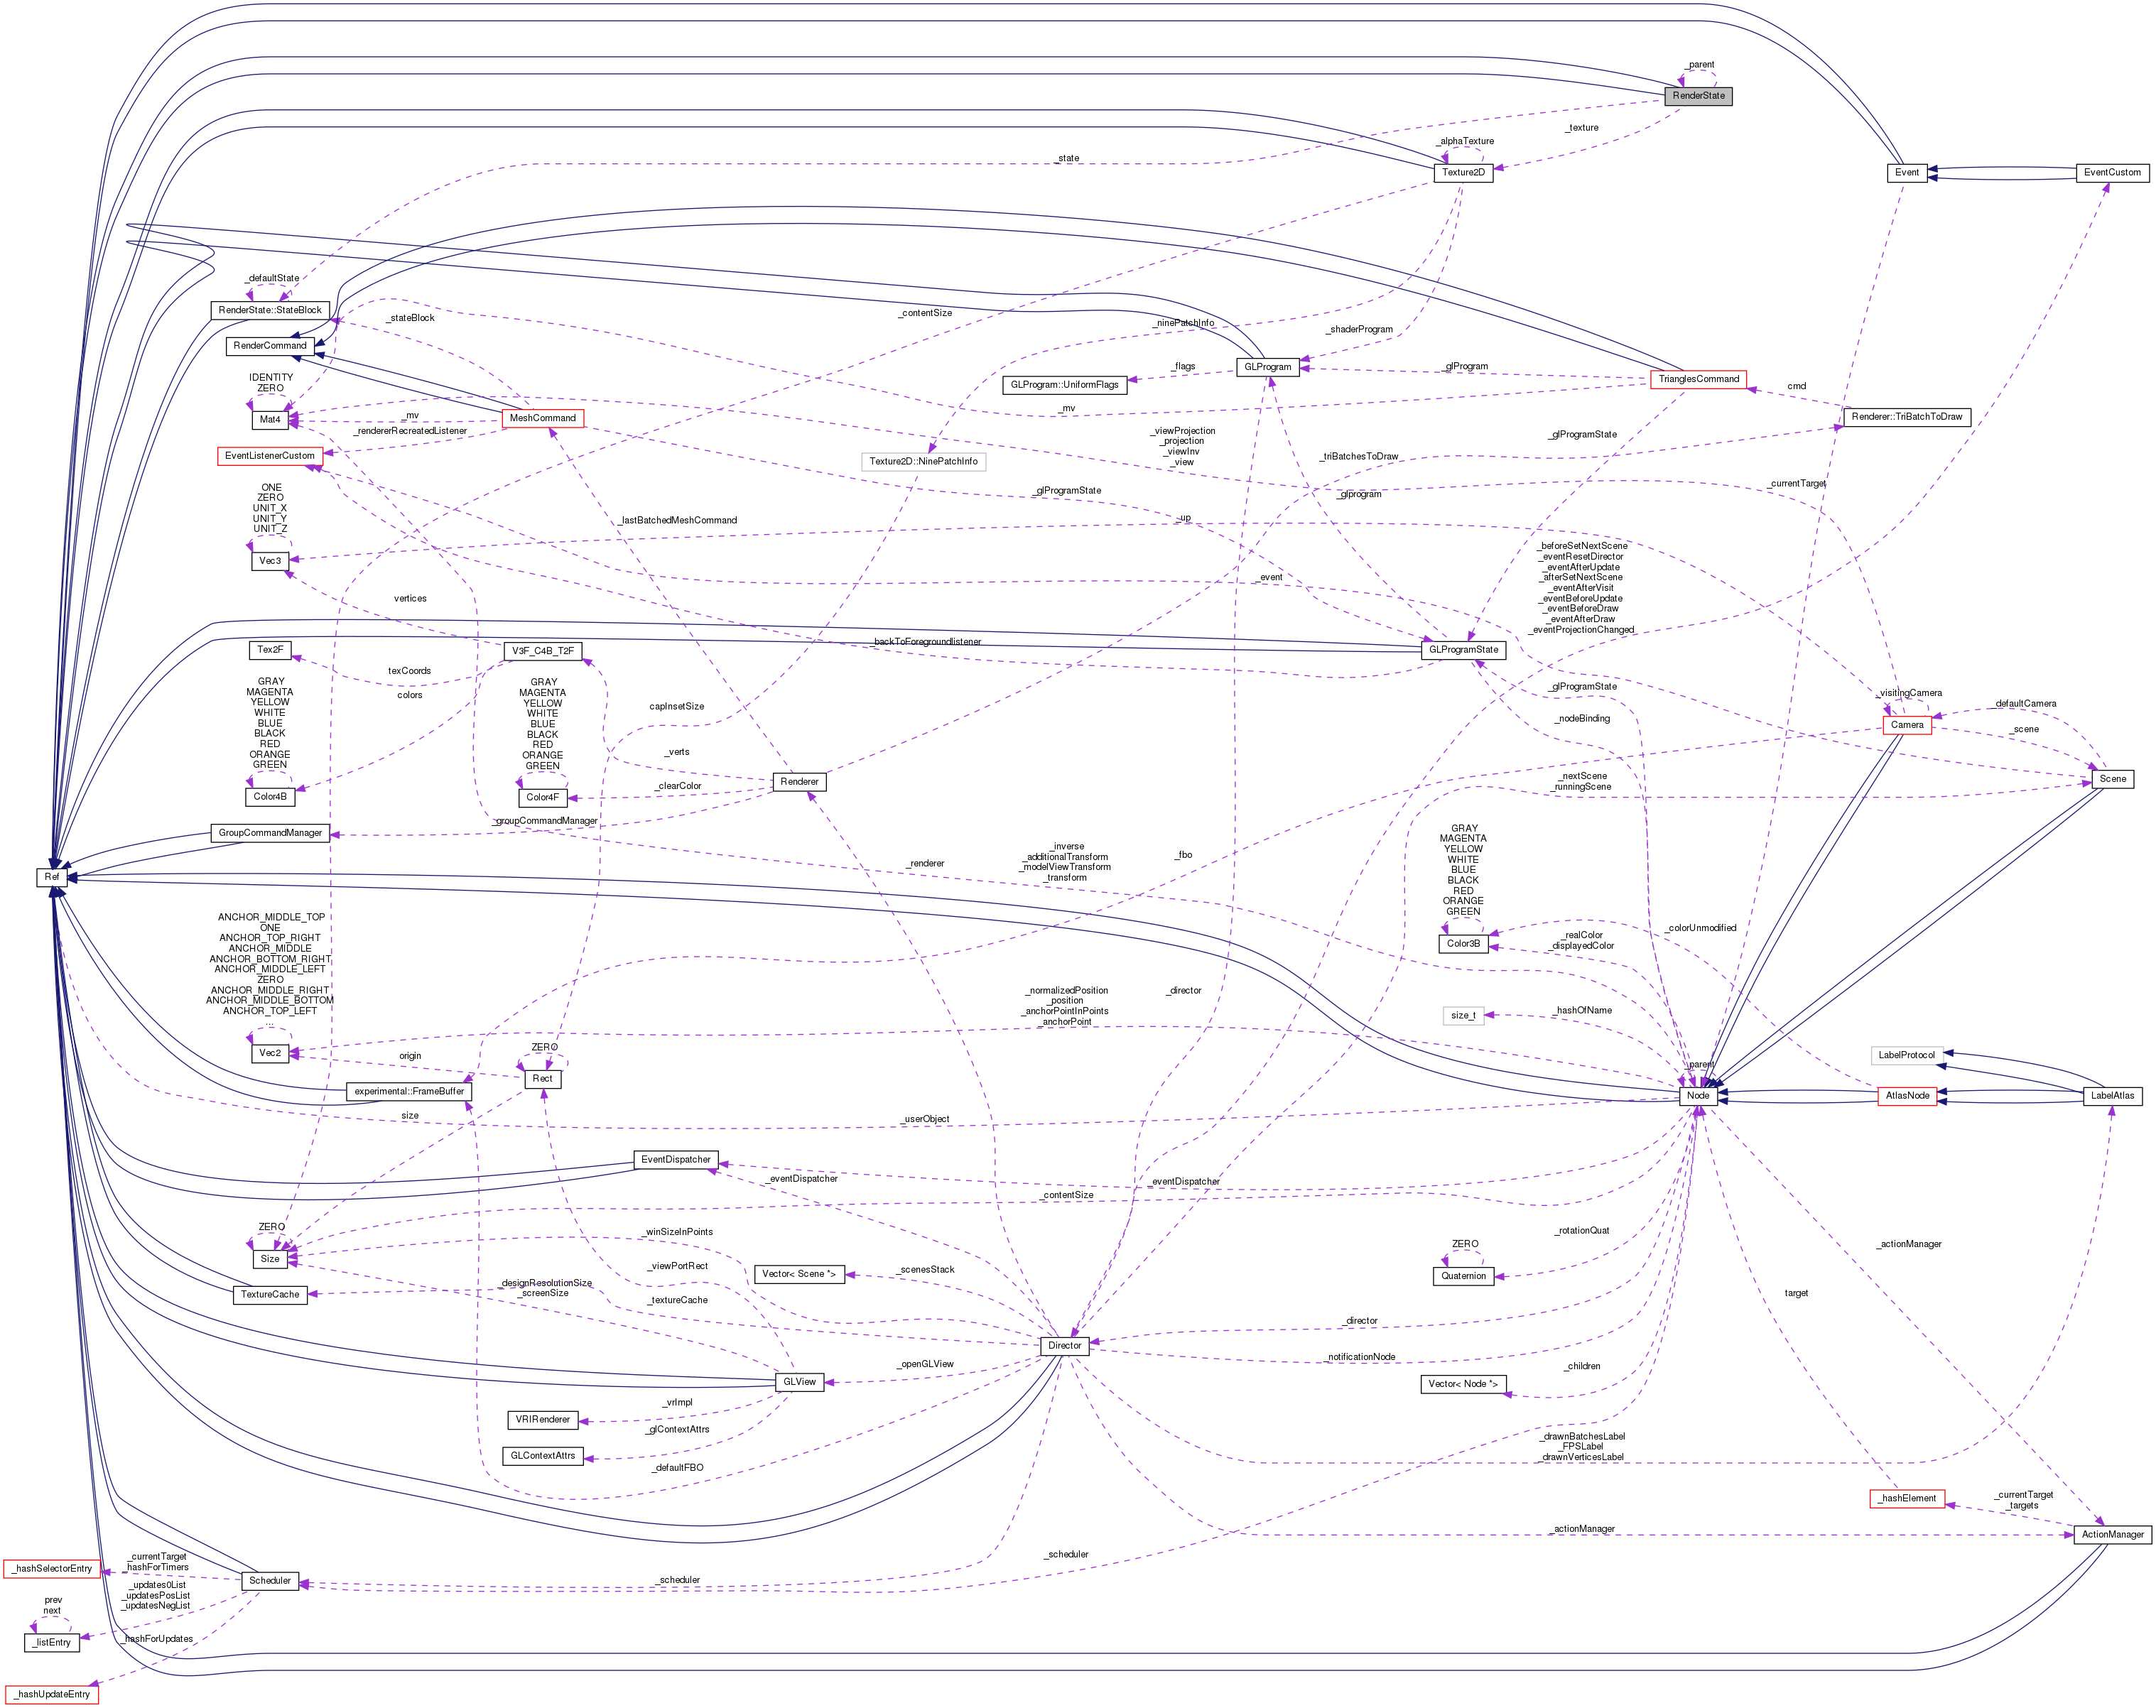 _parent
RenderState
_texture
_alphaTexture
_state
Texture2D
Event
EventCustom
_defaultState
RenderState::StateBlock
_stateBlock
_contentSize
_ninePatchInfo
_shaderProgram
RenderCommand
GLProgram
_flags
_glProgram
GLProgram::UniformFlags
TrianglesCommand
cmd
IDENTITY
ZERO
Mat4
_mv
MeshCommand
_mv
Renderer::TriBatchToDraw
_rendererRecreatedListener
_viewProjection
_projection
_viewInv
_view
_glProgramState
EventListenerCustom
Texture2D::NinePatchInfo
_triBatchesToDraw
_currentTarget
ONE
ZERO
UNIT_X
UNIT_Y
UNIT_Z
_glProgramState
_glprogram
_lastBatchedMeshCommand
_up
Vec3
_event
_beforeSetNextScene
_eventResetDirector
_eventAfterUpdate
_afterSetNextScene
_eventAfterVisit
_eventBeforeUpdate
_eventBeforeDraw
_eventAfterDraw
_eventProjectionChanged
vertices
_backToForegroundlistener
Tex2F
V3F_C4B_T2F
GLProgramState
texCoords
colors
GRAY
MAGENTA
YELLOW
WHITE
BLUE
BLACK
RED
ORANGE
GREEN
Color4B
GRAY
MAGENTA
YELLOW
WHITE
BLUE
BLACK
RED
ORANGE
GREEN
Color4F
capInsetSize
_glProgramState
_nodeBinding
_visitingCamera
_defaultCamera
Camera
_scene
_verts
Renderer
_clearColor
_nextScene
_runningScene
Scene
_groupCommandManager
GroupCommandManager
_renderer
_inverse
_additionalTransform
_modelViewTransform
_transform
_fbo
GRAY
MAGENTA
YELLOW
WHITE
BLUE
BLACK
RED
ORANGE
GREEN
Color3B
Ref
_realColor
_displayedColor
_colorUnmodified
ANCHOR_MIDDLE_TOP
ONE
ANCHOR_TOP_RIGHT
ANCHOR_MIDDLE
ANCHOR_BOTTOM_RIGHT
ANCHOR_MIDDLE_LEFT
ZERO
ANCHOR_MIDDLE_RIGHT
ANCHOR_MIDDLE_BOTTOM
ANCHOR_TOP_LEFT
...
Vec2
_normalizedPosition
_position
_anchorPointInPoints
_anchorPoint
_director
size_t
_hashOfName
origin
ZERO
Rect
LabelProtocol
_parent
experimental::FrameBuffer
Node
AtlasNode
LabelAtlas
size
_userObject
EventDispatcher
_eventDispatcher
_eventDispatcher
_contentSize
ZERO
Size
_winSizeInPoints
_rotationQuat
_actionManager
ZERO
Quaternion
_viewPortRect
Vector< Scene *>
_scenesStack
TextureCache
_designResolutionSize
_screenSize
_textureCache
target
_director
Director
_notificationNode
_openGLView
_children
GLView
Vector< Node *>
_vrImpl
VRIRenderer
_glContextAttrs
GLContextAttrs
_drawnBatchesLabel
_FPSLabel
_drawnVerticesLabel
_defaultFBO
_hashElement
_currentTarget
_targets
_actionManager
ActionManager
_hashSelectorEntry
_currentTarget
_hashForTimers
Scheduler
_scheduler
_scheduler
_updates0List
_updatesPosList
_updatesNegList
prev
next
_listEntry
_hashForUpdates
_hashUpdateEntry